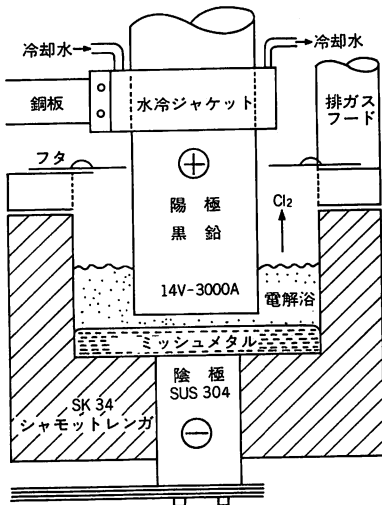 冷却水
冷却水
銅板
水冷ジャケット
排ガス
フード
フタ
⊕
陽極
黒鉛
Cl₂
14V-3000A
電解浴
ミッシュメタル
陰極
SUS 304
SK 34
シャモットレンガ
⊖